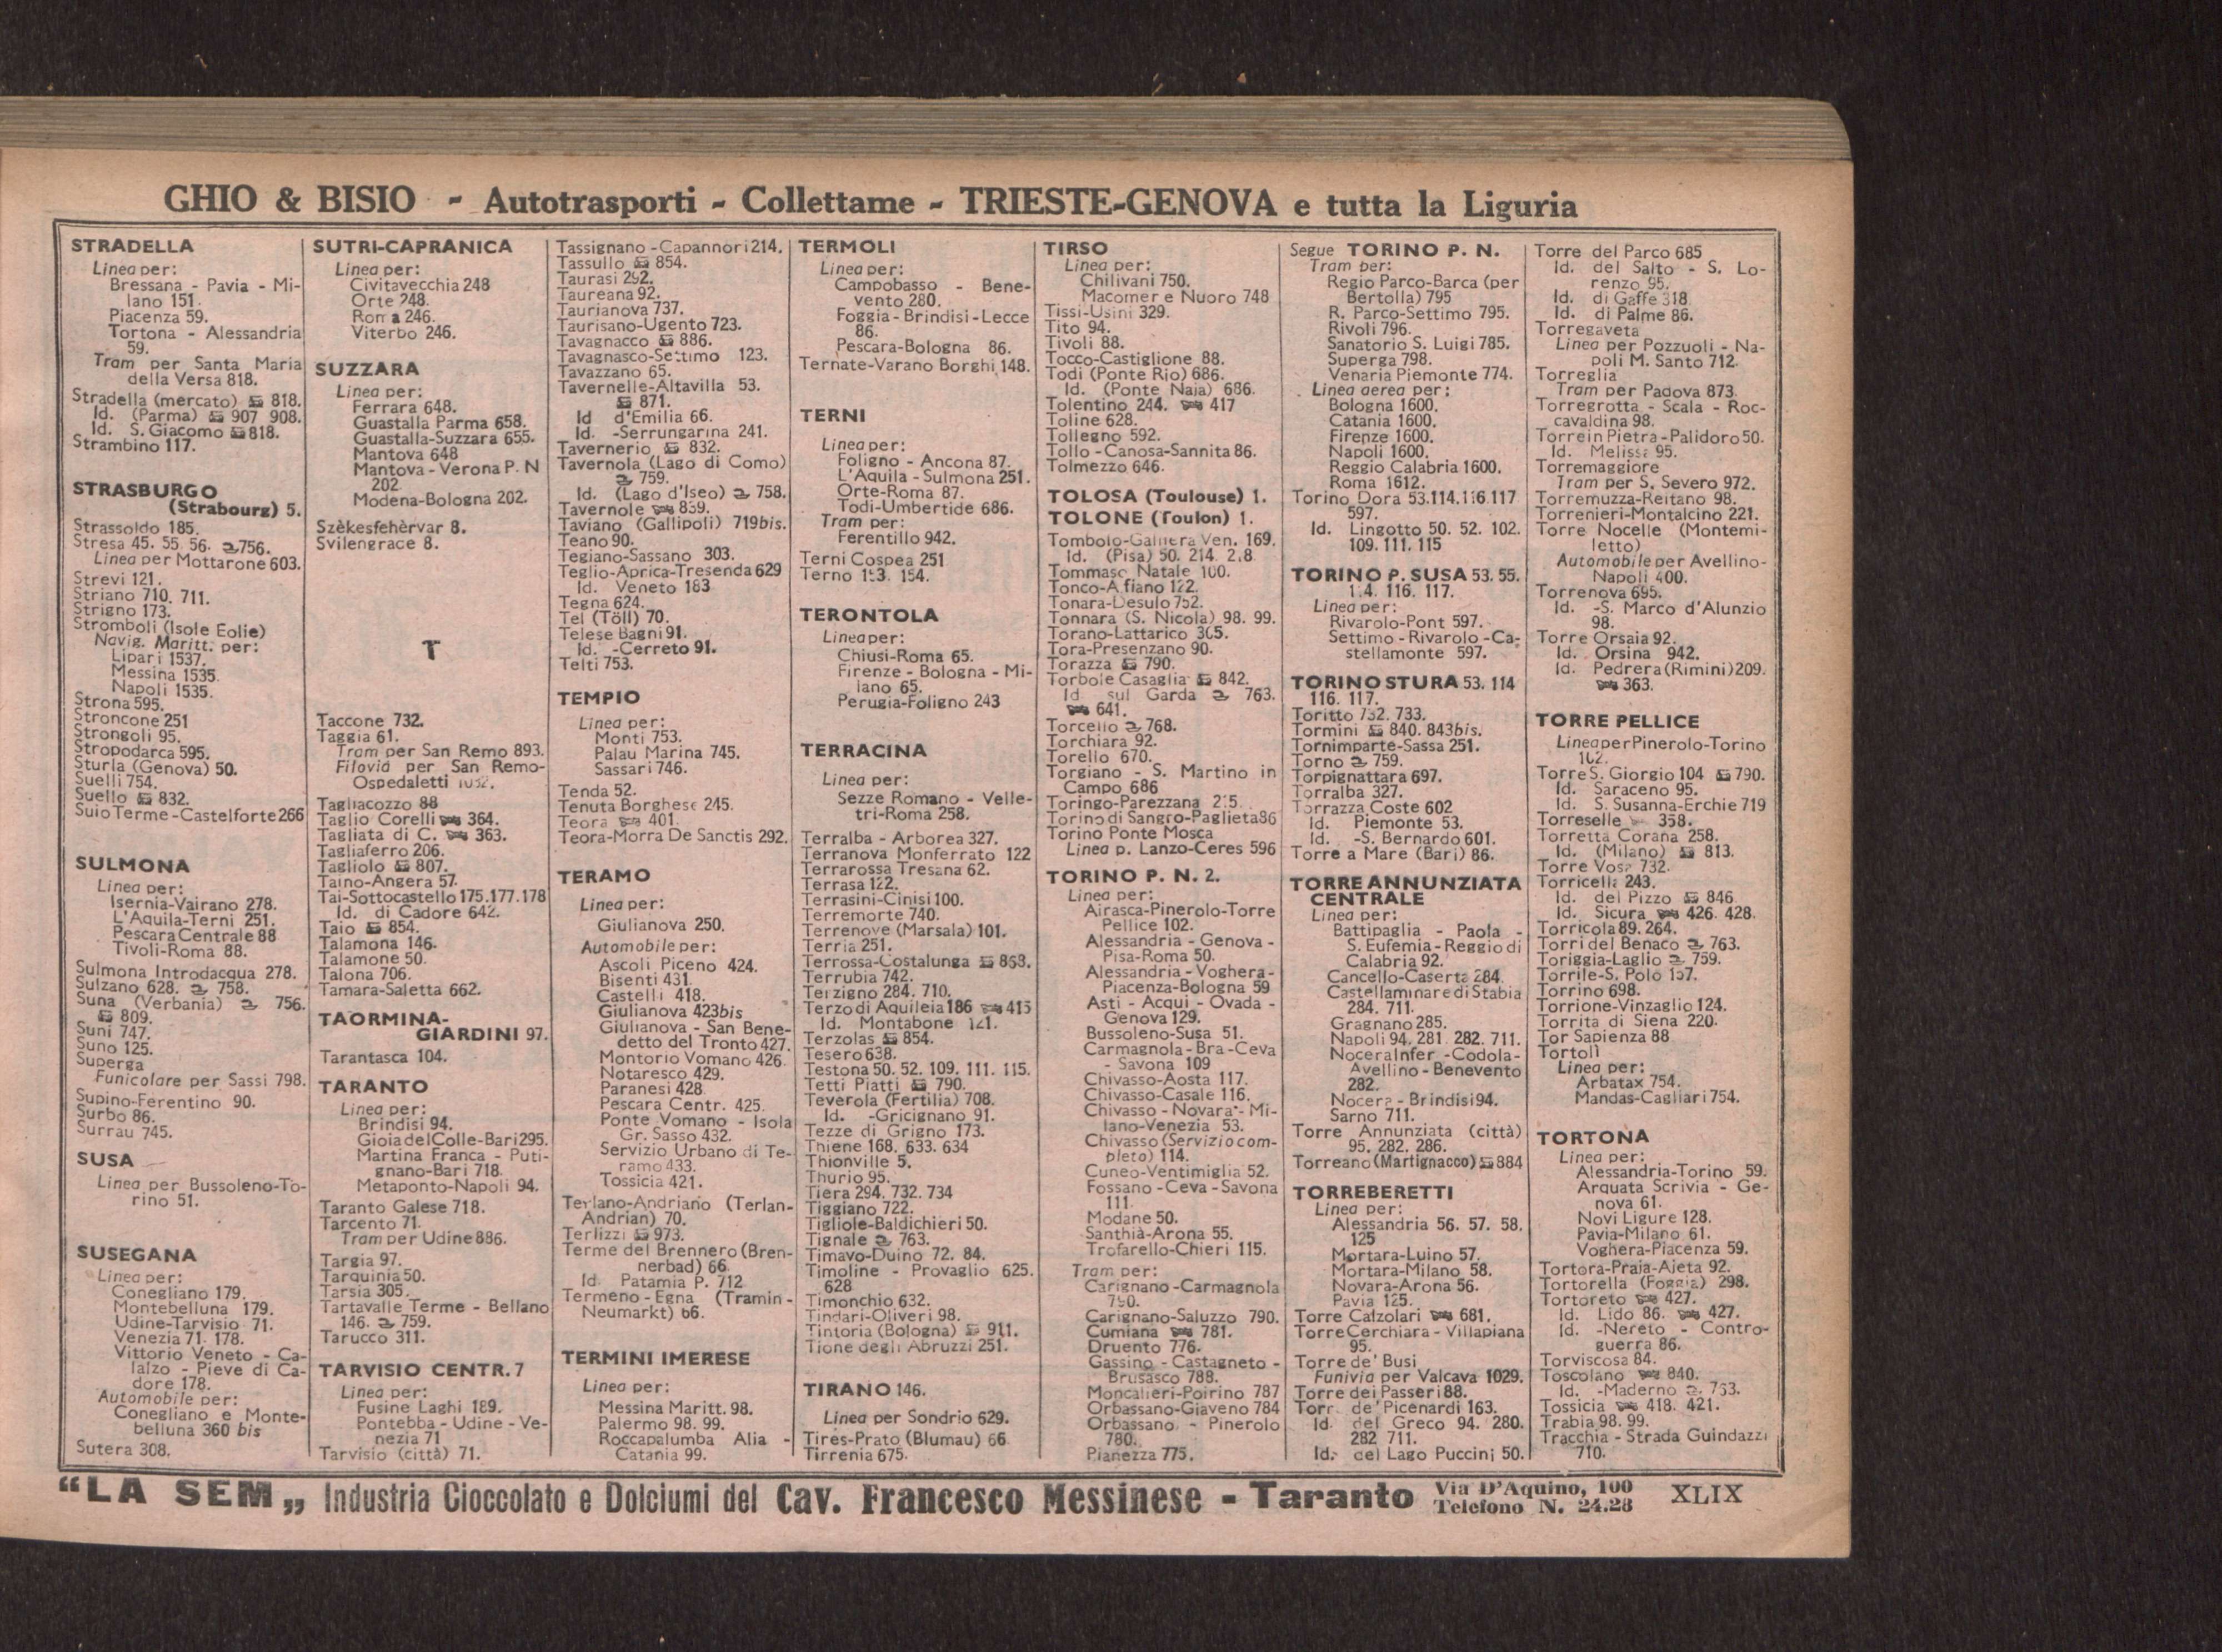 GHIO & BISIO - Autotrasporti - Collettame - TRIESTE-GENOVA e tutta la Liguria
STRADELLA
Linea per:
Bressana - Pavia - Mi-
lano 151.
Piacenza 59.
Tortona - Alessandria
59.
Tram per Santa Maria
della Versa 818.
Stradella (mercato) 818.
Id. (Parma) 907 908.
Id. S. Giacomo 818.
Strambino 117.
STRASBURGO
(Strabourg) 5.
Strassoldo 185.
Stresa 45. 55. 56. 756.
Linea per Mottarone 603.
Strevi 121.
Striano 710. 711.
Strigno 173.
Stromboli (Isole Eolie)
Navig. Maritt. per:
Lipari 1537.
Messina 1535.
Napoli 1535.
Strona 595.
Stroncone 251
Strongoli 95.
Stropodarca 595.
Sturla (Genova) 50.
Suelli 754.
Suello 832.
Suio Terme-Castelforte 266
SULMONA
Linea per:
Isernia-Vairano 278.
L'Aquila-Terni 251.
Pescara Centrale 88
Tivoli-Roma 88.
Sulmona Introdacqua 278.
Sulzano 628. 758.
Suna (Verbania) 756.
809.
Suni 747.
Suno 125.
Superga
Funicolare per Sassi 798.
Supino-Ferentino 90.
Surbo 86.
Surrau 745.
SUSA
Linea per Bussoleno-To-
rino 51.
SUSEGANA
Linea per:
Conegliano 179.
Montebelluna 179.
Udine-Tarvisio 71.
Venezia 71. 178.
Vittorio Veneto - Ca-
lalzo - Pieve di Ca-
dore 178.
Automobile per:
Conegliano e Monte-
belluna 360 bis
Sutera 308.
SUTRI-CAPRANICA
Linea per:
Civitavecchia 248
Orte 248.
Roma 246.
Viterbo 246.
SUZZARA
Linea per:
Ferrara 648.
Guastalla Parma 658.
Guastalla-Suzzara 655.
Mantova 648
Mantova - Verona P. N
202
Modena-Bologna 202.
Szèkesfehèrvar 8.
Svilengrace 8.
T
Taccone 732.
Taggia 61.
Tram per San Remo 893.
Filovia per San Remo-
Ospedaletti
Tagliacozzo 88
Taglio Corelli 364.
Tagliata di C. 363.
Tagliaferro 206.
Tagliolo 807.
Taino-Angera 57.
Tai-Sottocastello 175.177.178
Id. di Cadore 642.
Taio 854.
Talamona 146.
Talamone 50.
Talona 706.
Tamara-Saletta 662.
TAORMINA-
GIARDINI 97.
Tarantasca 104.
TARANTO
Linea per:
Brindisi 94.
Gioia del Colle-Bari 295.
Martina Franca - Puti-
gnano-Bari 718.
Metaponto-Napoli 94.
Taranto Galese 718.
Tarcento 71.
Tram per Udine 886.
Targia 97.
Tarquinia 50.
Tarsia 305.
Tartavalle Terme - Bellano
146. 759.
Tarucco 311.
TARVISIO CENTR. 7
Linea per:
Fusine Laghi 189.
Pontebba - Udine - Ve-
nezia 71
Tarvisio (città) 71.
Tassignano - Capannori 214.
Tassullo 854.
Taurasi 292.
Taureana 92.
Taurianova 737.
Taurisano-Ugento 723.
Tavagnacco 886.
Tavagnasco-Settimo 123.
Tavazzano 65.
Tavernelle-Altavilla 53.
871.
Id d'Emilia 66.
Id. -Serrungarina 241.
Tavernerio 832.
Tavernola (Lago di Como)
759.
Id. (Lago d'Iseo) 758.
Tavernole 859.
Taviano (Gallipoli) 719bis.
Teano 90.
Tegiano-Sassano 303.
Teglio-Aprica-Tresenda 629
Id. Veneto 183
Tegna 624.
Tel (Töll) 70.
Telese Bagni 91.
Id. -Cerreto 91.
Telti 753.
TEMPIO
Linea per:
Monti 753.
Palau Marina 745.
Sassari 746.
Tenda 52.
Tenuta Borghese 245.
Teora 401.
Teora-Morra De Sanctis 292.
TERAMO
Linea per:
Giulianova 250.
Automobile per:
Ascoli Piceno 424.
Bisenti 431.
Castelli 418.
Giulianova 423bis
Giulianova - San Bene-
detto del Tronto 427.
Montorio Vomano 426.
Notaresco 429.
Paranesi 428.
Pescara Centr. 425.
Ponte Vomano - Isola
Gr. Sasso 432.
Servizio Urbano di Te-
ramo 433.
Tossicia 421.
Terlano-Andriano (Terlan-
Andrian) 70.
Terlizzi 973.
Terme del Brennero (Bren-
nerbad) 66.
Id. Patamia P. 712
Termeno - Egna (Tramin-
Neumarkt) 66.
TERMINI IMERESE
Linea per:
Messina Maritt. 98.
Palermo 98. 99.
Roccapalumba Alia -
Catania 99.
TERMOLI
Linea per:
Campobasso - Bene-
vento 280.
Foggia - Brindisi - Lecce
86.
Pescara-Bologna 86.
Ternate-Varano Borghi 148.
TERNI
Linea per:
Foligno - Ancona 87.
L'Aquila - Sulmona 251.
Orte-Roma 87.
Todi-Umbertide 686.
Tram per:
Ferentillo 942.
Terni Cospea 251
Terno 153. 154.
TERONTOLA
Linea per:
Chiusi-Roma 65.
Firenze - Bologna - Mi-
lano 65.
Perugia-Foligno 243
TERRACINA
Linea per:
Sezze Romano - Velle-
tri-Roma 258.
Terralba - Arborea 327.
Terranova Monferrato 122
Terrarossa Tresana 62.
Terrasa 122.
Terrasini-Cinisi 100.
Terremorte 740.
Terrenove (Marsala) 101.
Terria 251.
Terrossa-Costalunga 868.
Terrubia 742.
Terzigno 284. 710.
Terzo di Aquileia 186 415
Id. Montabone 121.
Terzolas 854.
Tesero 638.
Testona 50. 52. 109. 111. 115.
Tetti Piatti 790.
Teverola (Fertilia) 708.
Id. -Gricignano 91.
Tezze di Grigno 173.
Thiene 168. 633. 634
Thionville 5.
Thurio 95.
Tiera 294. 732. 734
Tiggiano 722.
Tigliole-Baldichieri 50.
Tignale 763.
Timavo-Duino 72. 84.
Timoline - Provaglio 625.
628
Timonchio 632.
Tindari-Oliveri 98.
Tintoria (Bologna) 911.
Tione degli Abruzzi 251.
TIRANO 146.
Linea per Sondrio 629.
Tires-Prato (Blumau) 66
Tirrenia 675.
TIRSO
Linea per:
Chilivani 750.
Macomer e Nuoro 748
Tissi-Usini 329.
Tito 94.
Tivoli 88.
Tocco-Castiglione 88.
Todi (Ponte Rio) 686.
Id. (Ponte Naia) 686.
Tolentino 244. 417
Toline 628.
Tollegno 592.
Tollo - Canosa-Sannita 86.
Tolmezzo 646.
TOLOSA (Toulouse) 1.
TOLONE (Toulon) 1.
Tombolo-Galliera Ven. 169.
Id. (Pisa) 50. 214.
Tommaso Natale 100.
Tonco-Alfiano 122.
Tonara-Desulo 752.
Tonnara (S. Nicola) 98. 99.
Torano-Lattarico 305.
Tora-Presenzano 90.
Torazza 790.
Torbole Casaglia 842.
Id sul Garda 763.
641.
Torcello 768.
Torchiara 92.
Torello 670.
Torgiano - S. Martino in
Campo 686
Toringo-Parezzana 215.
Torino di Sangro-Paglieta 86
Torino Ponte Mosca
Linea p. Lanzo-Ceres 596
TORINO P. N. 2.
Linea per:
Airasca-Pinerolo-Torre
Pellice 102.
Alessandria - Genova -
Pisa-Roma 50.
Alessandria - Voghera-
Piacenza-Bologna 59
Asti - Acqui - Ovada -
Genova 129.
Bussoleno-Susa 51.
Carmagnola - Bra - Ceva
- Savona 109
Chivasso-Aosta 117.
Chivasso-Casale 116.
Chivasso - Novara - Mi-
lano-Venezia 53.
Chivasso (Servizio com-
pleto) 114.
Cuneo-Ventimiglia 52.
Fossano - Ceva - Savona
111.
Modane 50.
Santhià-Arona 55.
Trofarello-Chieri 115.
Tram per:
Carignano - Carmagnola
790.
Carignano-Saluzzo 790.
Cumiana 781.
Druento 776.
Gassino - Castagneto -
Brusasco 788.
Moncalieri-Poirino 787
Orbassano-Giaveno 784
Orbassano - Pinerolo
780.
Pianezza 775.
Segue TORINO P. N.
Tram per:
Regio Parco-Barca (per
Bertolla) 795
R. Parco-Settimo 795.
Rivoli 796.
Sanatorio S. Luigi 785.
Superga 798.
Venaria Piemonte 774.
Linea aerea per:
Bologna 1600.
Catania 1600.
Firenze 1600.
Napoli 1600.
Reggio Calabria 1600.
Roma 1612.
Torino Dora 53.114.116.117
597.
Id. Lingotto 50. 52. 102.
109. 111. 115
TORINO P. SUSA 53. 55.
114. 116. 117.
Linea per:
Rivarolo-Pont 597.
Settimo - Rivarolo - Ca-
stellamonte 597.
TORINO STURA 53. 114
116. 117.
Toritto 732. 733.
Tormini 840. 843bis.
Tornimparte-Sassa 251.
Torno 759.
Torpignattara 697.
Torralba 327.
Torrazza Coste 602
Id. Piemonte 53.
Id. -S. Bernardo 601.
Torre a Mare (Bari) 86.
TORRE ANNUNZIATA
CENTRALE
Linea per:
Battipaglia - Paola -
S. Eufemia - Reggio di
Calabria 92.
Cancello-Caserta 284.
Castellammare di Stabia
284. 711.
Gragnano 285.
Napoli 94. 281. 282. 711.
Nocera Infer - Codola-
Avellino - Benevento
282.
Nocera - Brindisi 94.
Sarno 711.
Torre Annunziata (città)
95. 282. 286.
Torreano (Martignacco) 884
TORREBERETTI
Linea per:
Alessandria 56. 57. 58.
125
Mortara-Luino 57.
Mortara-Milano 58.
Novara-Arona 56.
Pavia 125.
Torre Calzolari 681.
Torre Cerchiara - Villapiana
95.
Torre de' Busi
Funivia per Valcava 1029.
Torre dei Passeri 88.
Torr. de' Picenardi 163.
Id. del Greco 94. 280.
282 711.
Id. del Lago Puccini 50.
Torre del Parco 685
Id. del Salto - S. Lo-
renzo 95.
Id. di Gaffe 318.
Id. di Palme 86.
Torregaveta
Linea per Pozzuoli - Na-
poli M. Santo 712.
Torreglia
Tram per Padova 873.
Torregrotta - Scala - Roc-
cavaldina 98.
Torre in Pietra-Palidoro 50.
Id. Melissa 95.
Torremaggiore
Tram per S. Severo 972.
Torremuzza-Reitano 98.
Torrenieri-Montalcino 221.
Torre Nocelle (Montemi-
letto)
Automobile per Avellino-
Napoli 400.
Torrenova 695.
Id. -S. Marco d'Alunzio
98.
Torre Orsaia 92.
Id. Orsina 942.
Id. Pedrera (Rimini) 209.
363.
TORRE PELLICE
Linea per Pinerolo-Torino
102.
Torre S. Giorgio 104 790.
Id. Saraceno 95.
Id. S. Susanna-Erchie 719
Torreselle 358.
Torretta Corana 258.
Id. (Milano) 813.
Torre Vosa 732.
Torricella 243.
Id. del Pizzo 846
Id. Sicura 426. 428.
Torricola 89. 264.
Torri del Benaco 763.
Toriggia-Laglio 759.
Torrile-S. Polo 157.
Torrino 698.
Torrione-Vinzaglio 124.
Torrita di Siena 220.
Tor Sapienza 88
Tortolì
Linea per:
Arbatax 754.
Mandas-Cagliari 754.
TORTONA
Linea per:
Alessandria-Torino 59.
Arquata Scrivia - Ge-
nova 61.
Novi Ligure 128.
Pavia-Milano 61.
Voghera-Piacenza 59.
Tortora-Praia-Aieta 92.
Tortorella (Foggia) 298.
Tortoreto 427.
Id. Lido 86. 427.
Id. -Nereto - Contro-
guerra 86.
Torviscosa 84.
Toscolano 840.
Id. -Maderno 763.
Tossicia 418. 421.
Trabia 98. 99.
Tracchia - Strada Guindazzi
710.
"LA SEM„ Industria Cioccolato e Dolciumi del Cav. Francesco Messinese - Taranto Via D'Aquino, 100
Telefono N. 24.28
XLIX